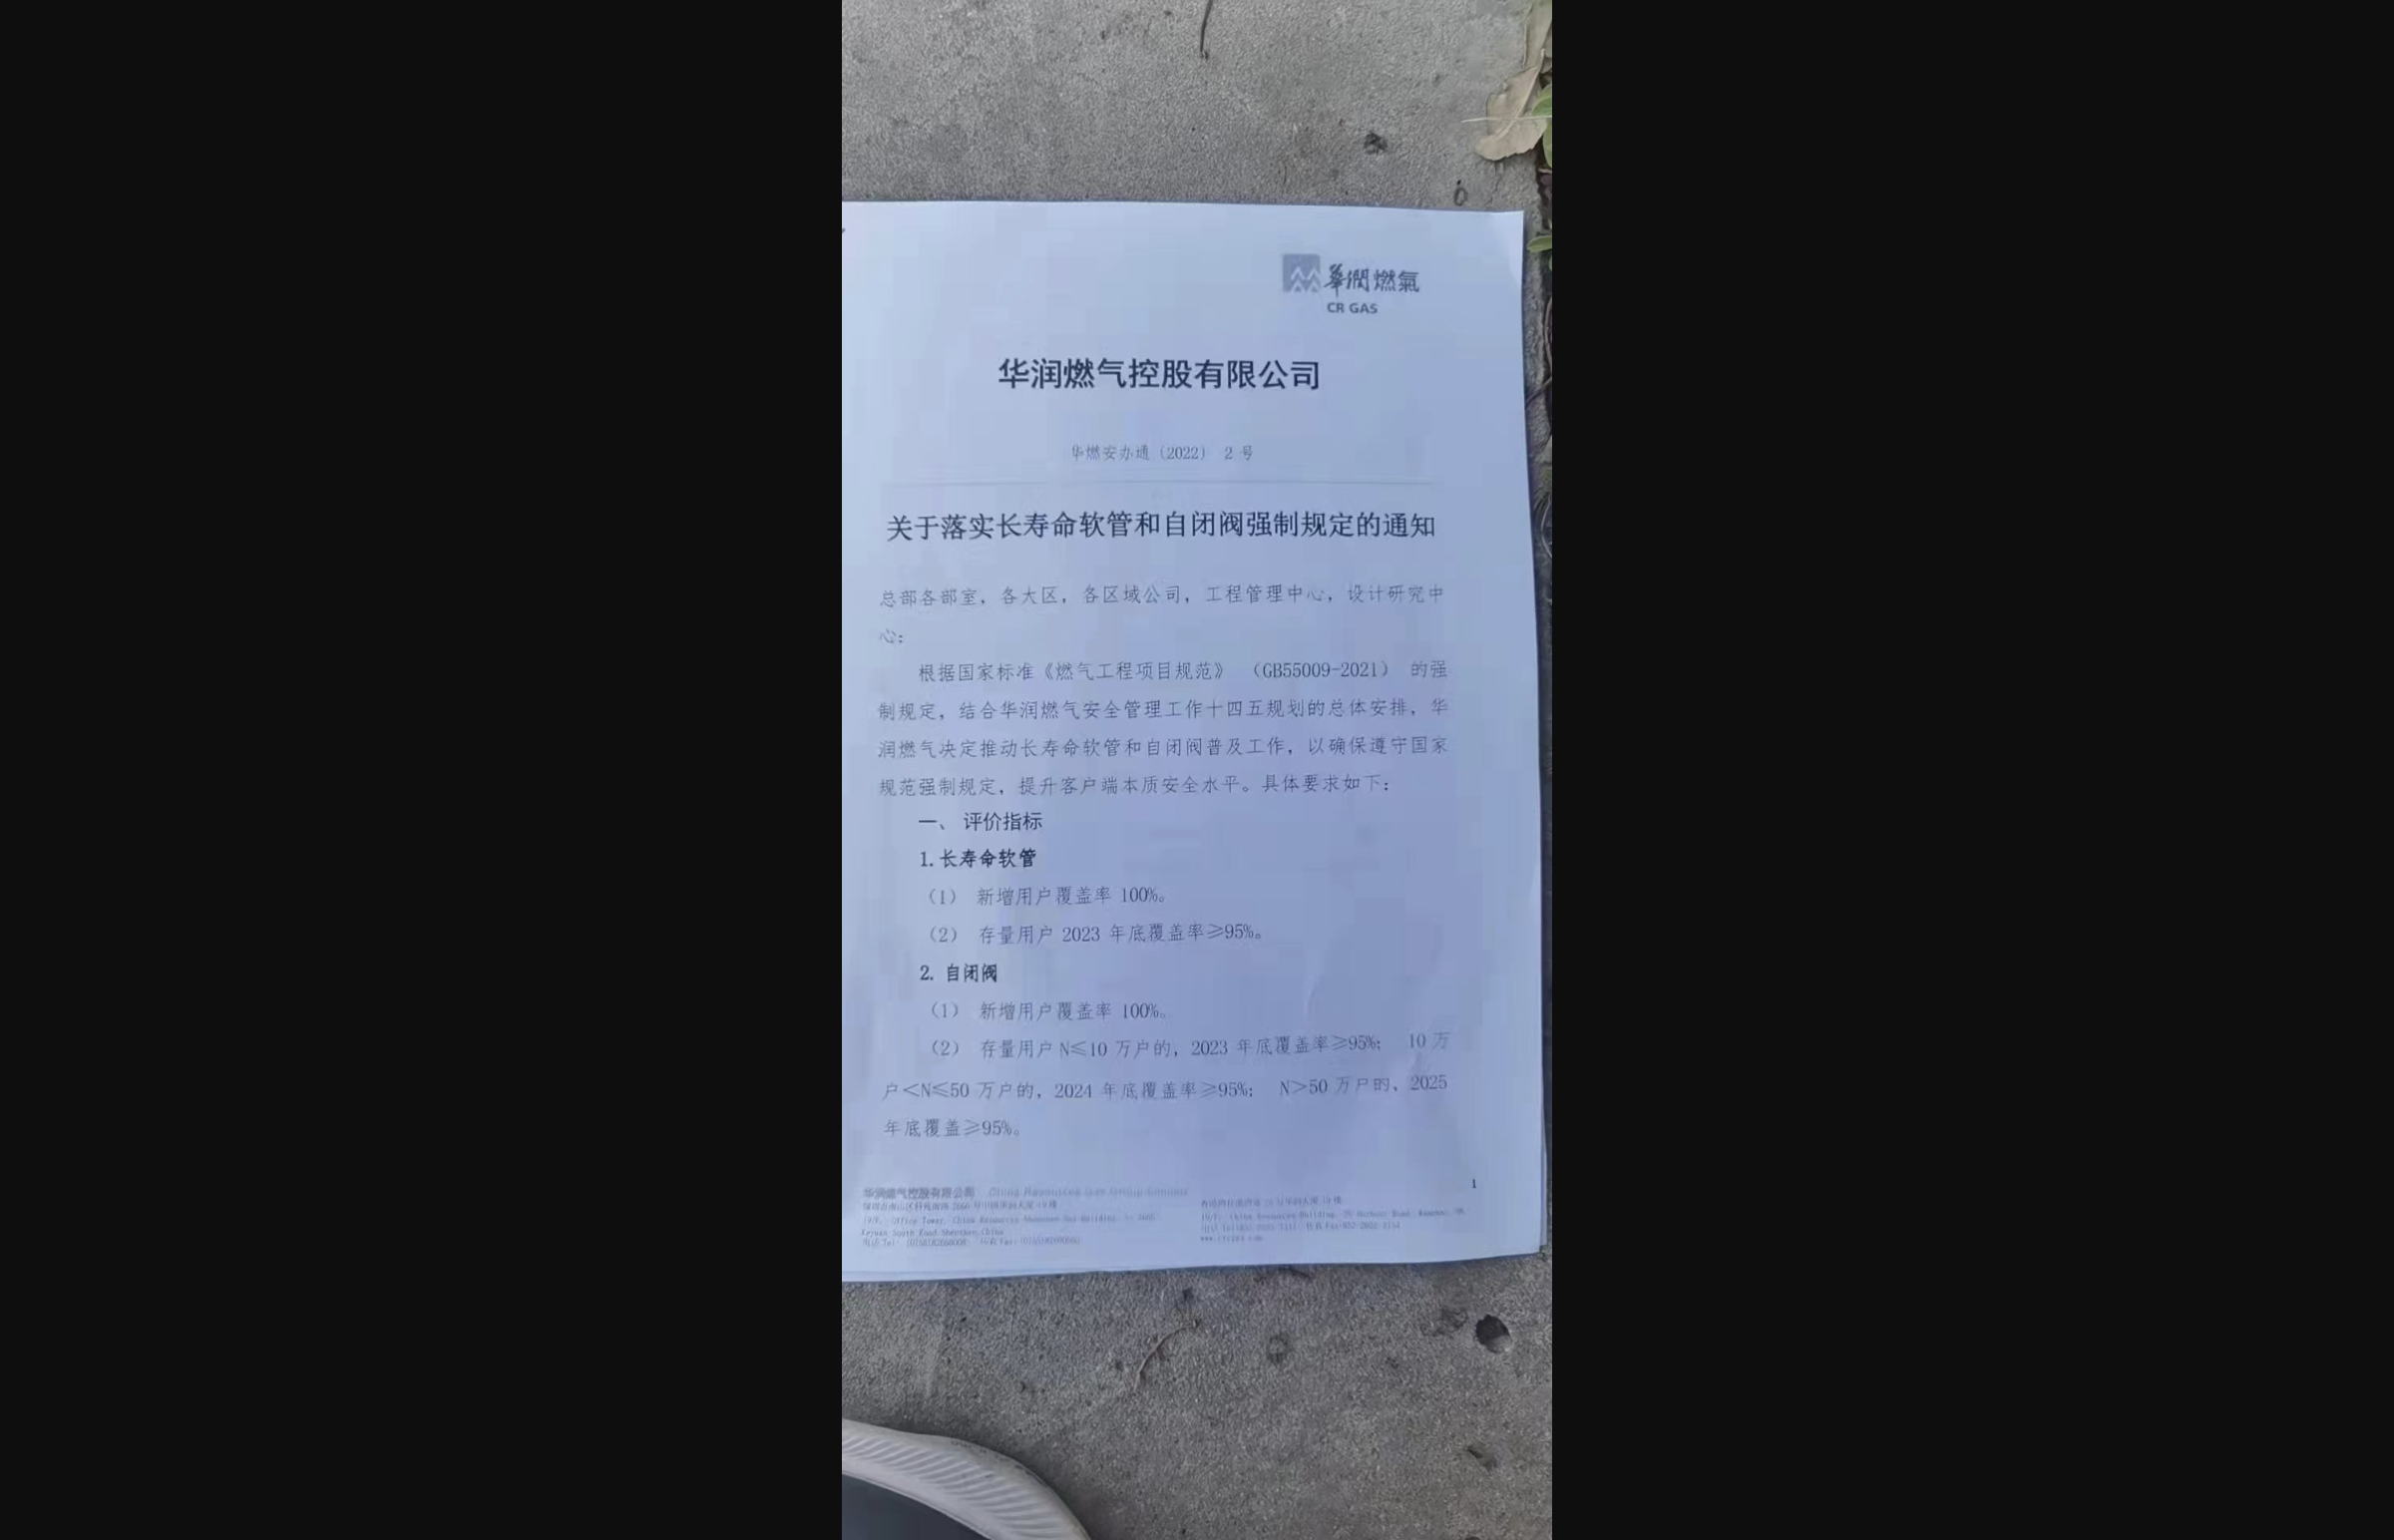 華潤燃氣
CR GAS
华润燃气控股有限公司
华燃安办通〔2022〕 2 号
关于落实长寿命软管和自闭阀强制规定的通知
总部各部室，各大区，各区域公司，工程管理中心，设计研究中
心：
根据国家标准《燃气工程项目规范》 （GB55009-2021） 的强
制规定，结合华润燃气安全管理工作十四五规划的总体安排，华
润燃气决定推动长寿命软管和自闭阀普及工作，以确保遵守国家
规范强制规定，提升客户端本质安全水平。具体要求如下：
一、 评价指标
1.长寿命软管
（1） 新增用户覆盖率 100%。
（2） 存量用户 2023 年底覆盖率≥95%。
2. 自闭阀
（1） 新增用户覆盖率 100%。
（2） 存量用户 N≤10 万户的，2023 年底覆盖率≥95%； 10 万
户＜N≤50 万户的，2024 年底覆盖率≥95%； N＞50 万户的、2025
年底覆盖≥95%。
1
华润燃气控股有限公司